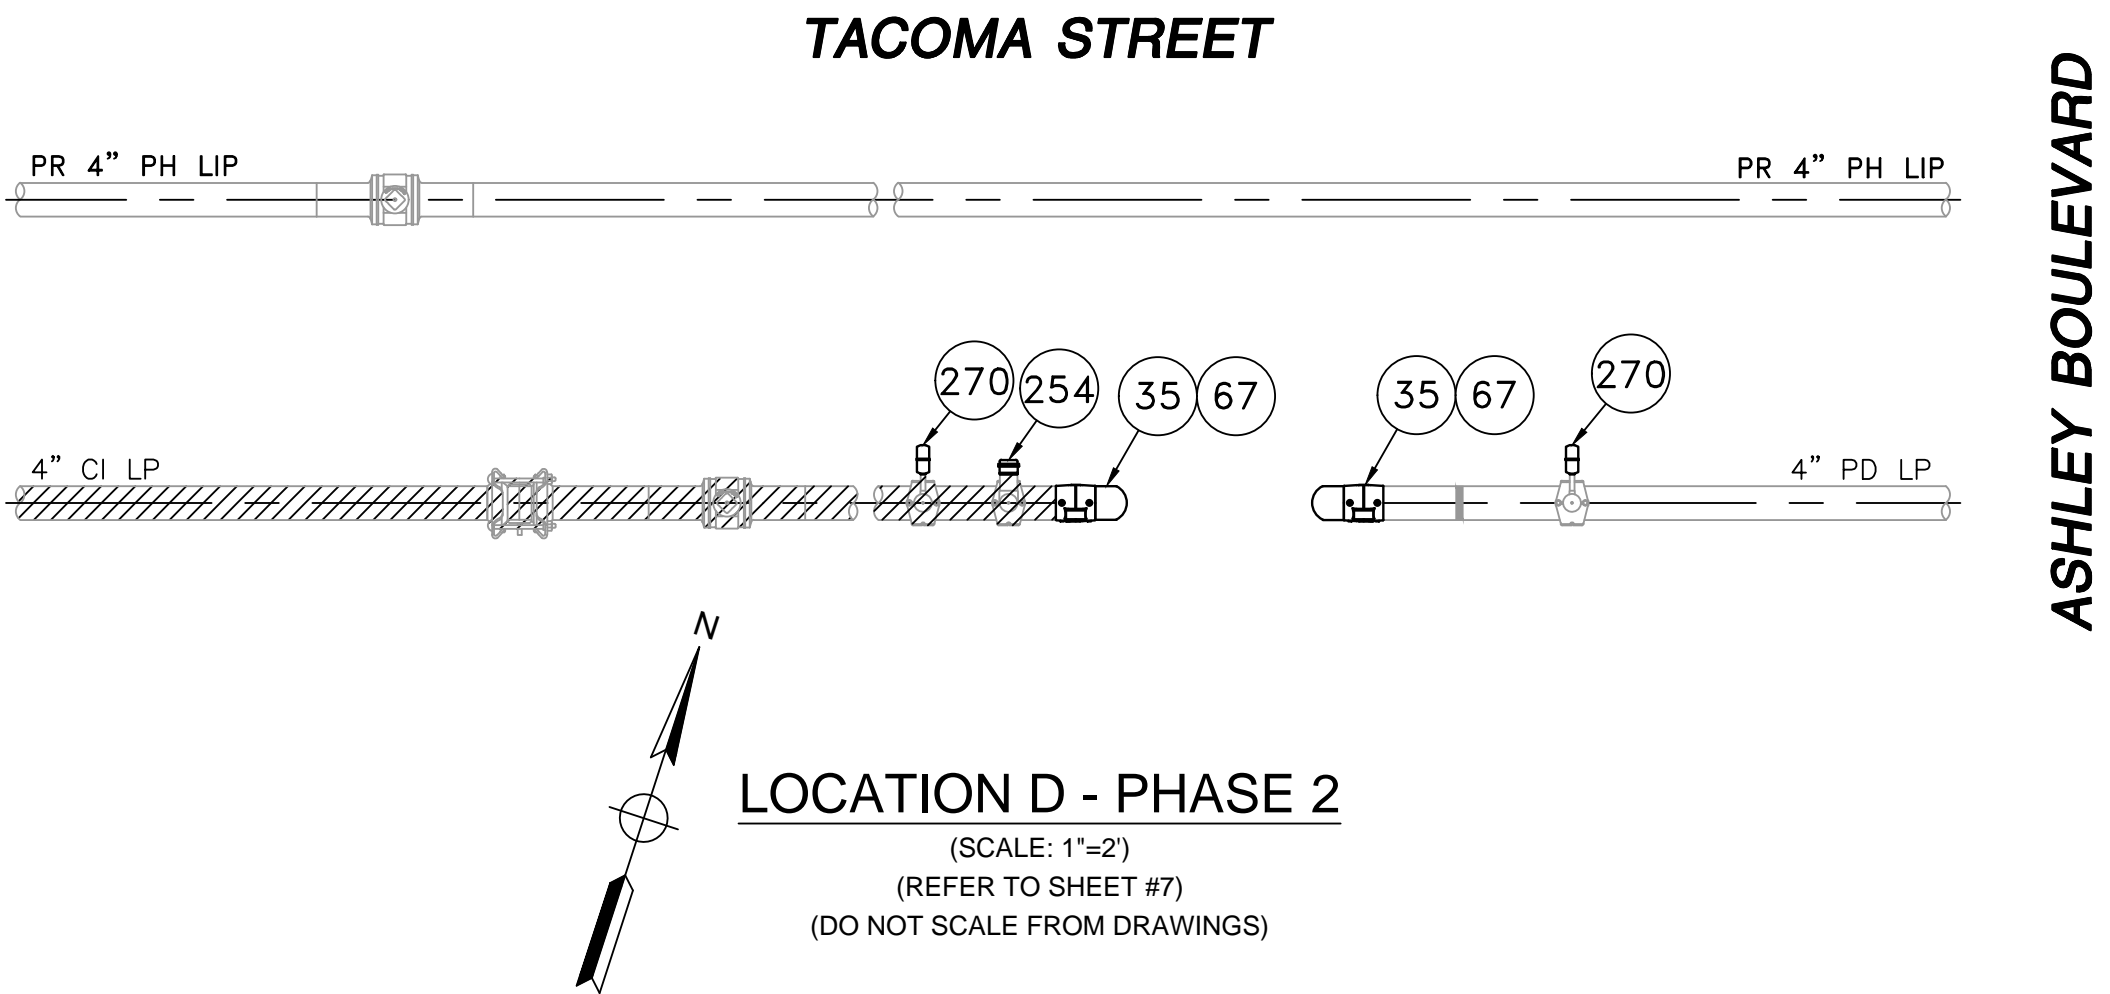 TACOMA STREET
ASHLEY BOULEVARD
PR 4” PH LIP
PR 4” PH LIP
270
254
35
67
35
67
270
4” CI LP
4” PD LP
N
LOCATION D - PHASE 2
(SCALE: 1"=2')
(REFER TO SHEET #7)
(DO NOT SCALE FROM DRAWINGS)